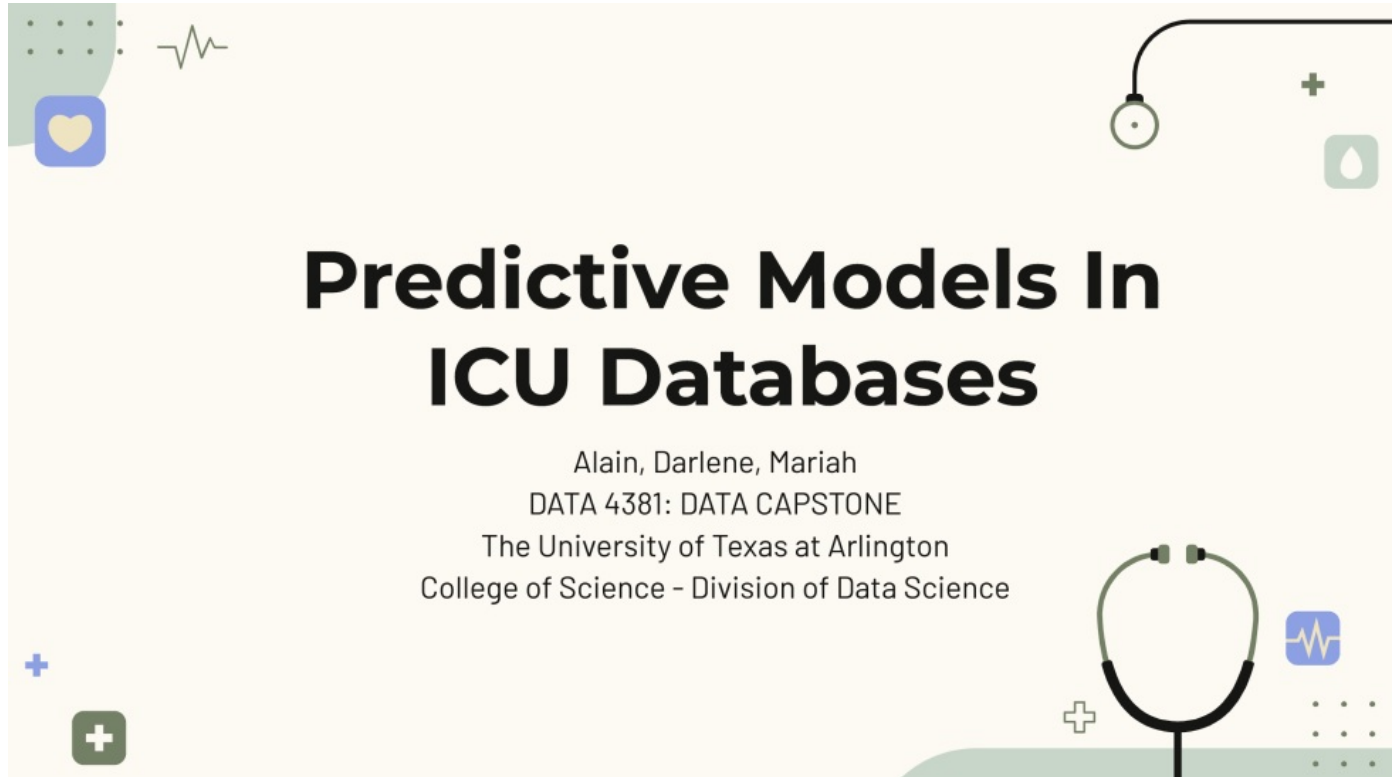 Predictive Models In
ICU Databases
Alain, Darlene, Mariah
DATA 4381: DATA CAPSTONE
The University of Texas at Arlington
College of Science - Division of Data Science